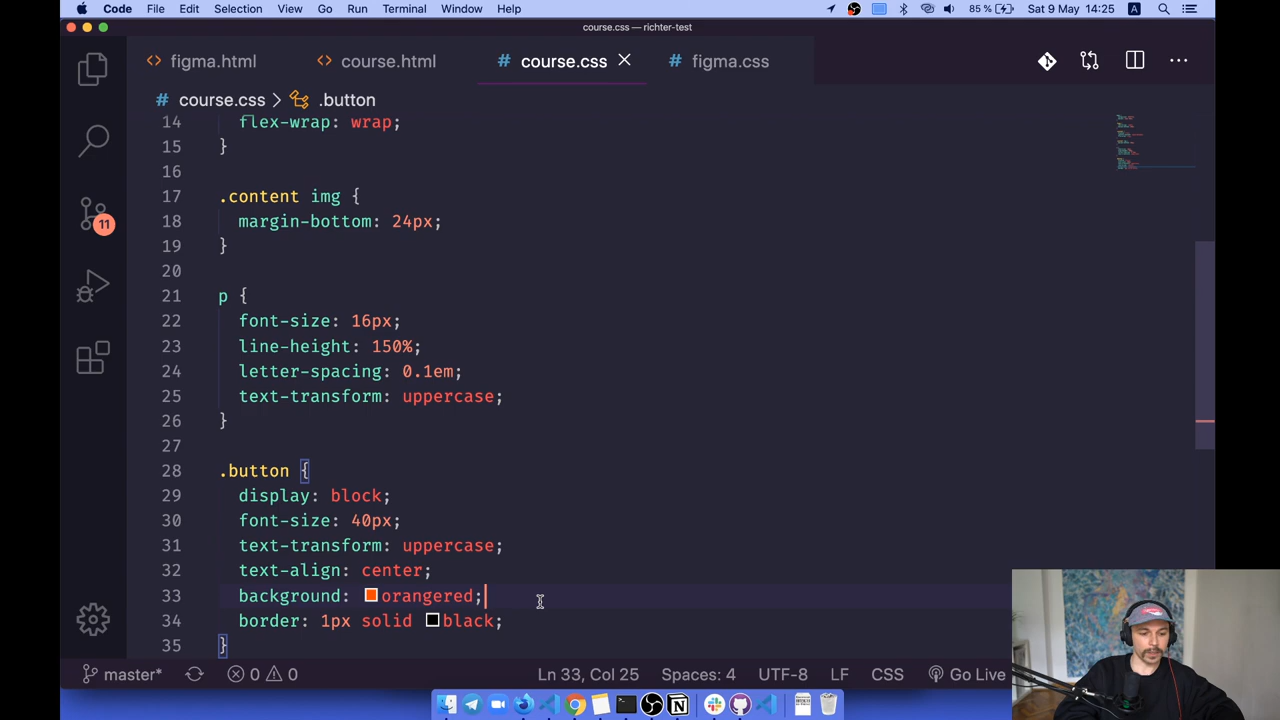 Code File Edit Selection View Go Run Terminal Window Help 85 % Sat 9 May 14:25 A
course.css — richter-test
figma.html course.html # course.css # figma.css
# course.css > .button
14 flex-wrap: wrap;
15 }
16
17 .content img {
18 margin-bottom: 24px;
19 }
20
21 p {
22 font-size: 16px;
23 line-height: 150%;
24 letter-spacing: 0.1em;
25 text-transform: uppercase;
26 }
27
28 .button {
29 display: block;
30 font-size: 40px;
31 text-transform: uppercase;
32 text-align: center;
33 background: orangered;
34 border: 1px solid black;
35 }
11
master* 0 0 Ln 33, Col 25 Spaces: 4 UTF-8 LF CSS Go Live